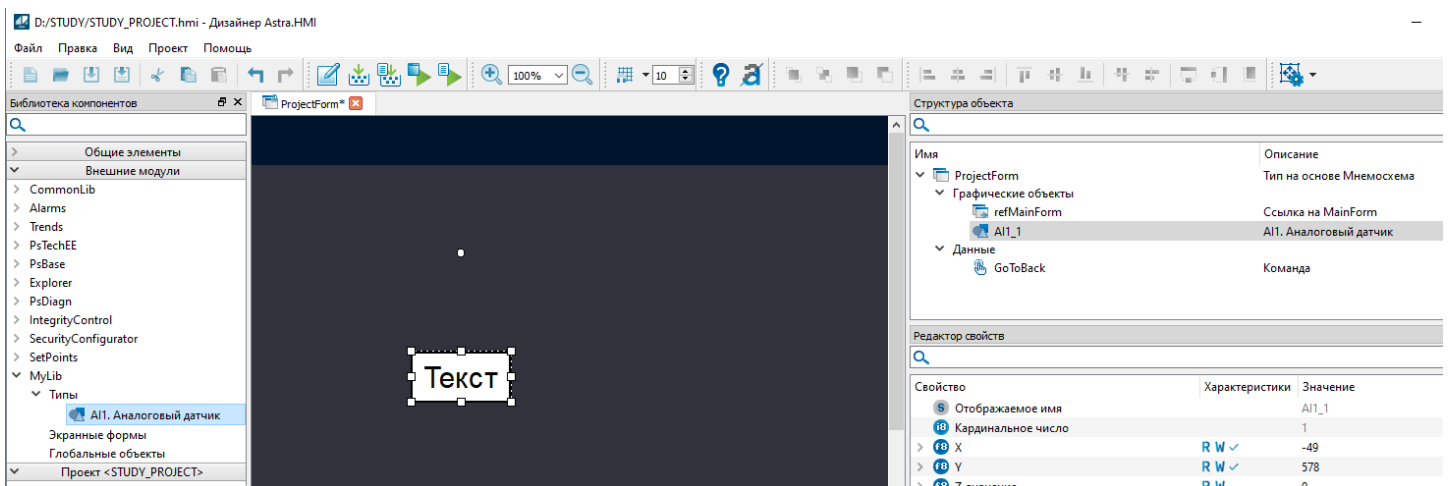 D:/STUDY/STUDY_PROJECT.hmi - Дизайнер Astra.HMI
Файл Правка Вид Проект Помощь
100%
10
Библиотека компонентов
Общие элементы
Внешние модули
CommonLib
Alarms
Trends
PsTechEE
PsBase
Explorer
PsDiagn
IntegrityControl
SecurityConfigurator
SetPoints
MyLib
Типы
AI1. Аналоговый датчик
Экранные формы
Глобальные объекты
Проект <STUDY_PROJECT>
ProjectForm*
Текст
Структура объекта
Имя Описание
ProjectForm Тип на основе Мнемосхема
Графические объекты
refMainForm Ссылка на MainForm
AI1_1 AI1. Аналоговый датчик
Данные
GoToBack Команда
Редактор свойств
Свойство Характеристики Значение
S Отображаемое имя AI1_1
i8 Кардинальное число 1
f8 X R W -49
f8 Y R W 578